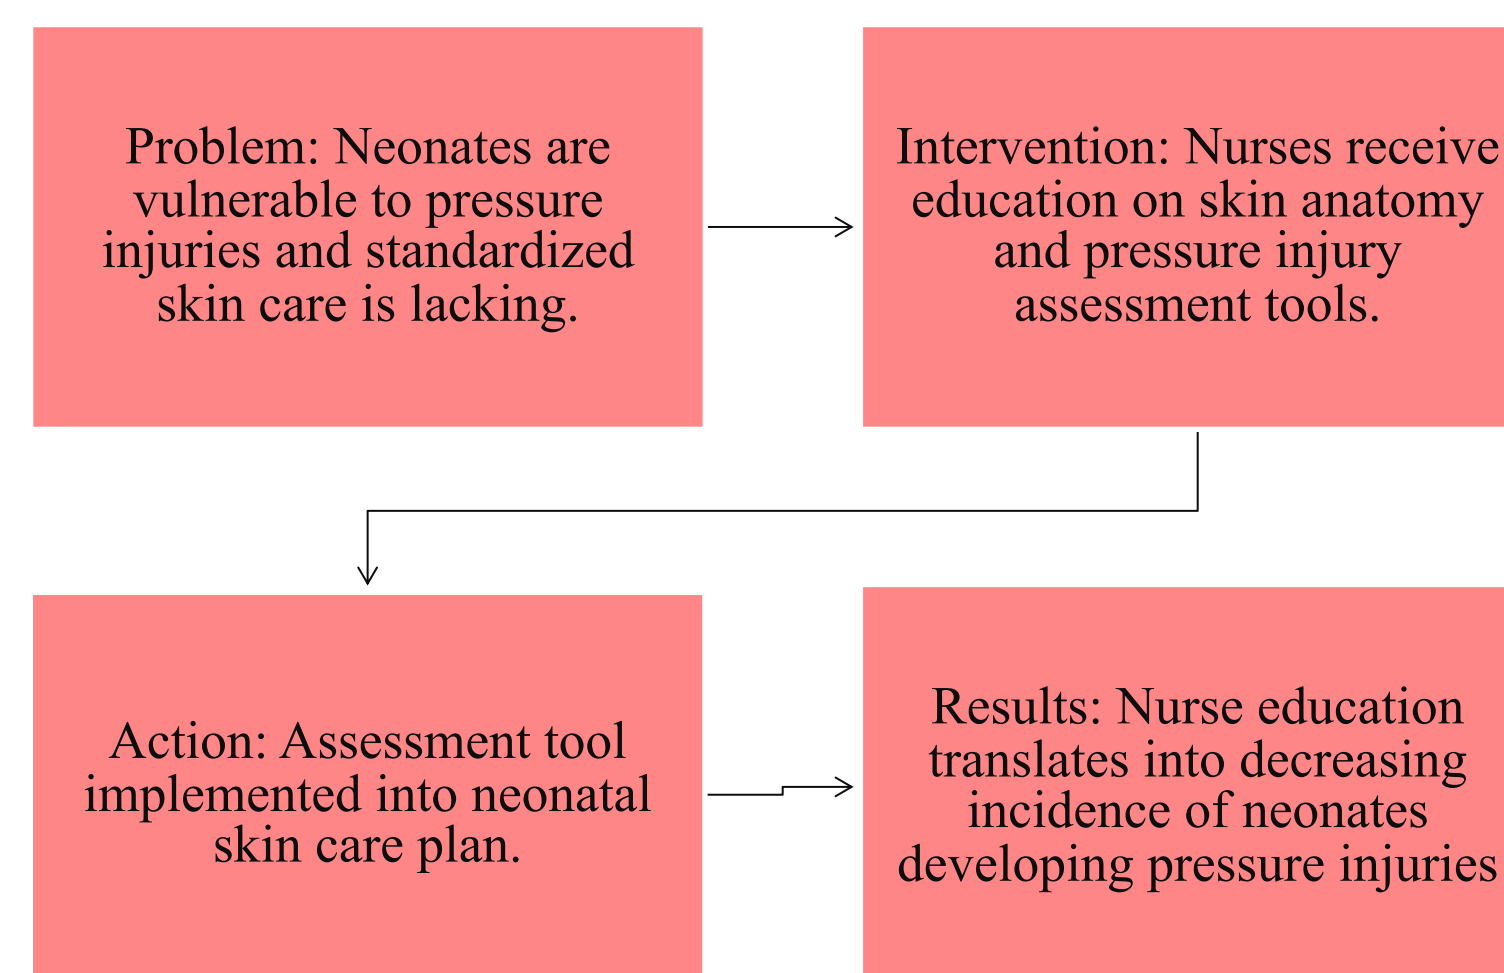 Problem: Neonates are
vulnerable to pressure
injuries and standardized
skin care is lacking.
Intervention: Nurses receive
education on skin anatomy
and pressure injury
assessment tools.
Action: Assessment tool
implemented into neonatal
skin care plan.
Results: Nurse education
translates into decreasing
incidence of neonates
developing pressure injuries